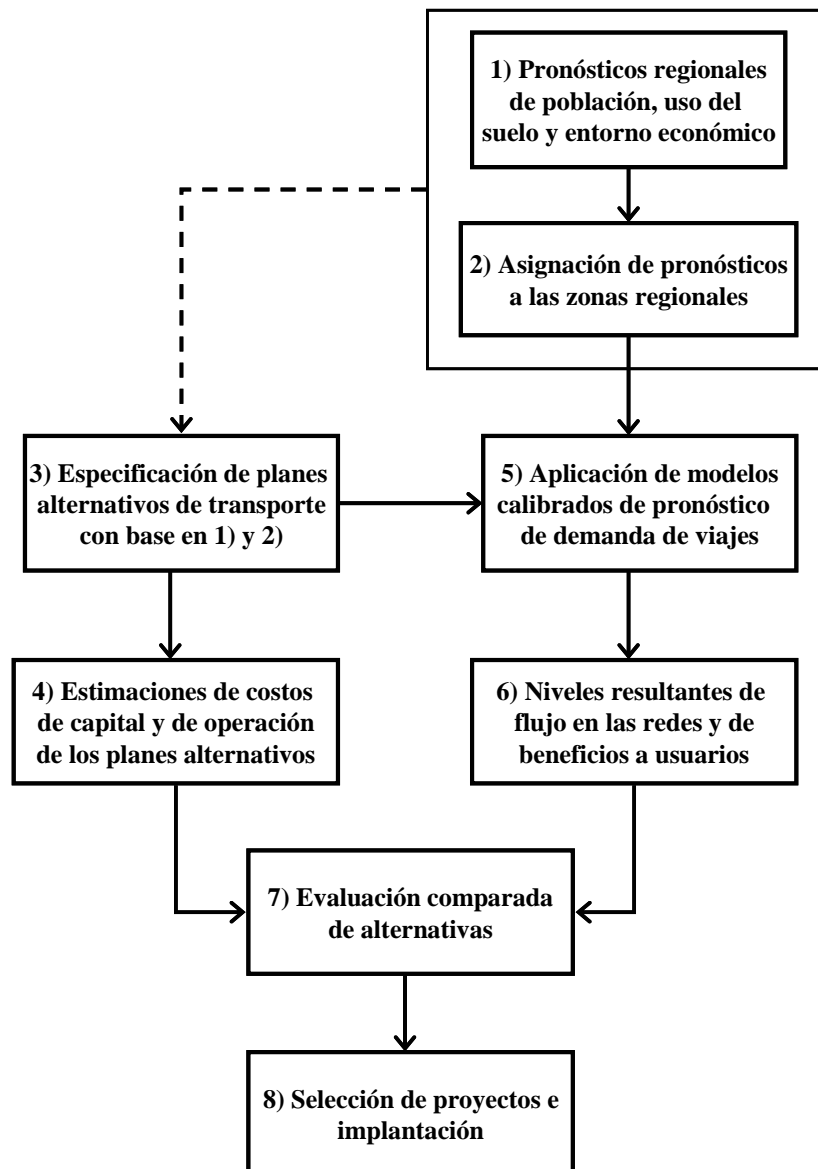 1) Pronósticos regionales
de población, uso del
suelo y entorno económico
2) Asignación de pronósticos
a las zonas regionales
3) Especificación de planes
alternativos de transporte
con base en 1) y 2)
5) Aplicación de modelos
calibrados de pronóstico
de demanda de viajes
4) Estimaciones de costos
de capital y de operación
de los planes alternativos
6) Niveles resultantes de
flujo en las redes y de
beneficios a usuarios
7) Evaluación comparada
de alternativas
8) Selección de proyectos e
implantación